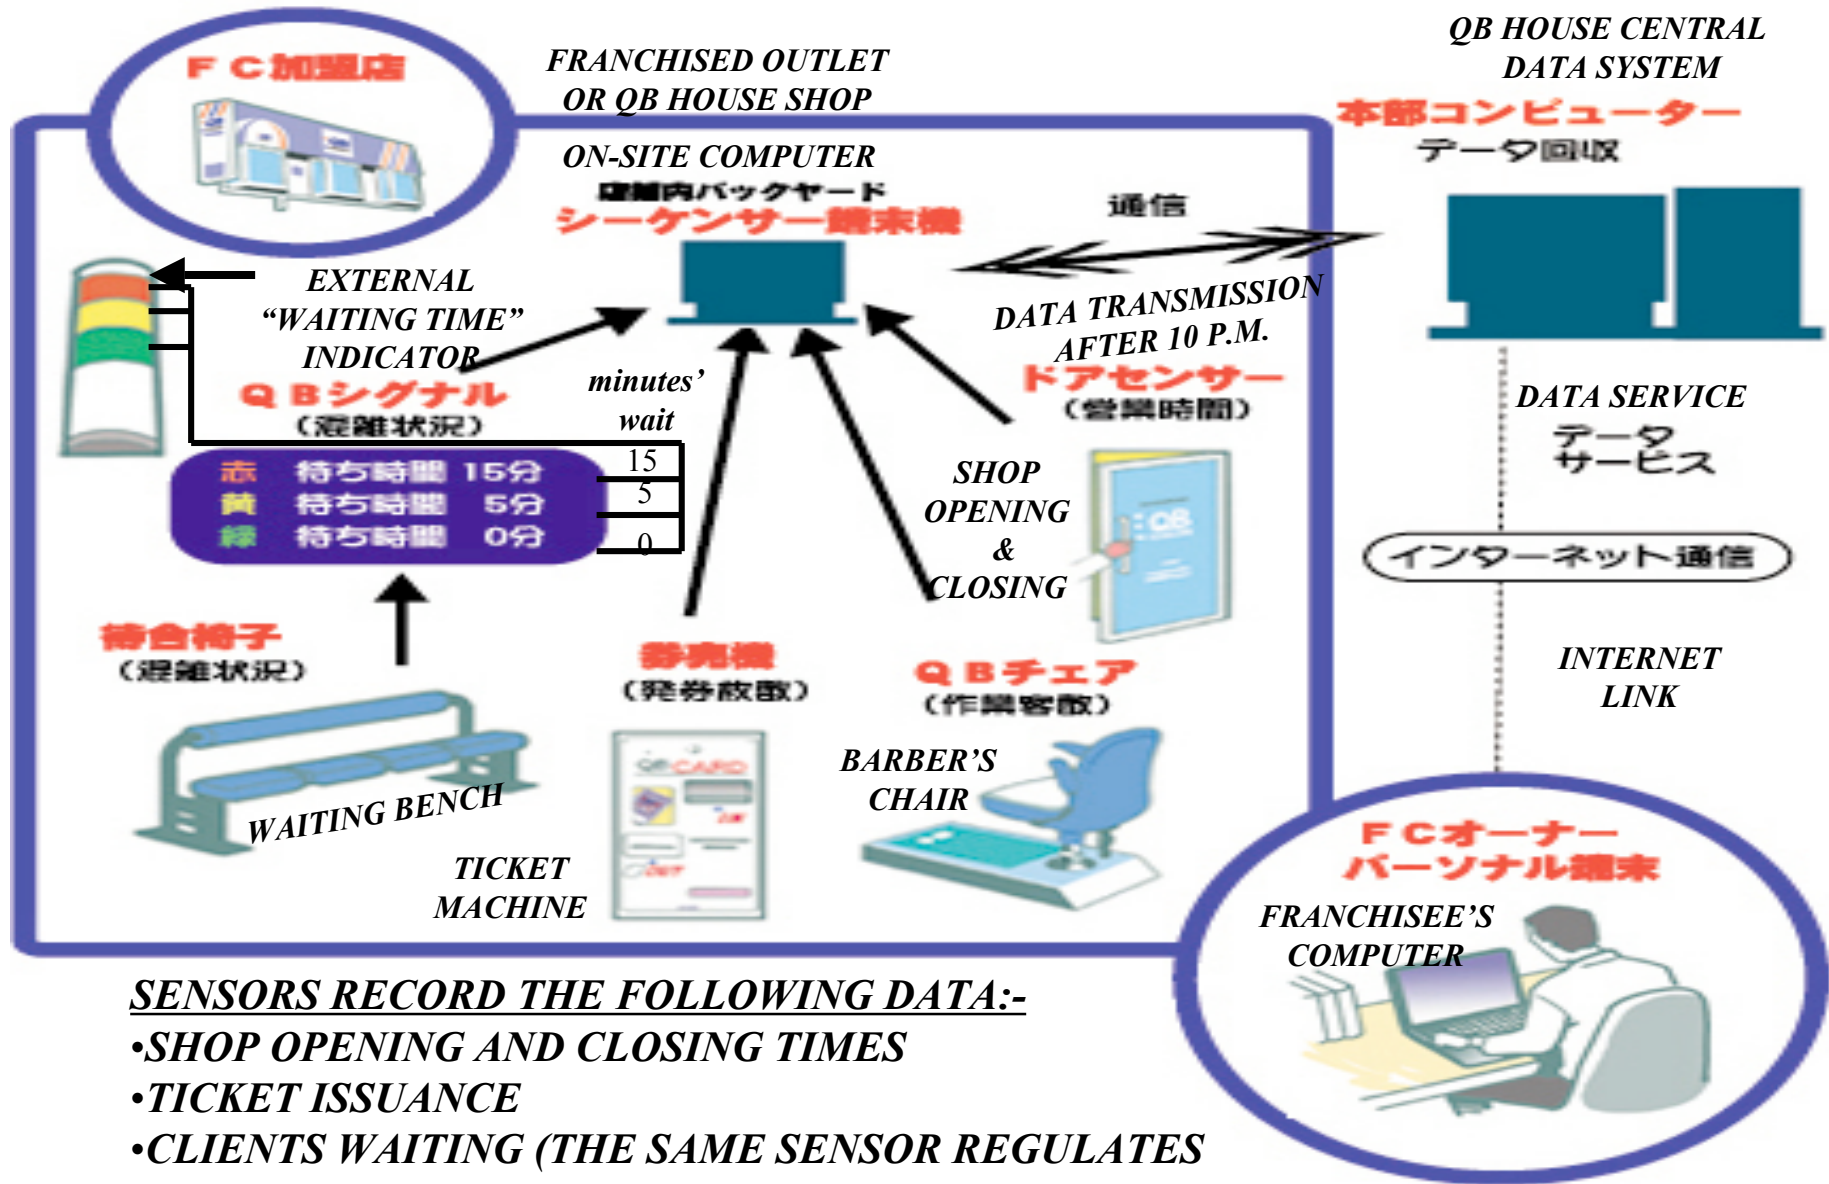 FC加盟店
FRANCHISED OUTLET
OR QB HOUSE SHOP
QB HOUSE CENTRAL
DATA SYSTEM
本部コンピューター
データ回収
ON-SITE COMPUTER
店舗内バックヤード
シーケンサー端末機
通信
DATA TRANSMISSION
AFTER 10 P.M.
EXTERNAL
“WAITING TIME”
INDICATOR
QBシグナル
(混雑状況)
minutes’
wait
赤 待ち時間 15分
黄 待ち時間 5分
緑 待ち時間 0分
15
5
0
ドアセンサー
(営業時間)
SHOP
OPENING
&
CLOSING
QB
DATA SERVICE
データ
サービス
インターネット通信
INTERNET
LINK
待合椅子
(混雑状況)
WAITING BENCH
券売機
(発券枚数)
QB CARD
IN
OUT
TICKET
MACHINE
QBチェア
(作業客数)
BARBER’S
CHAIR
FCオーナー
パーソナル端末
FRANCHISEE’S
COMPUTER
SENSORS RECORD THE FOLLOWING DATA:-
•SHOP OPENING AND CLOSING TIMES
•TICKET ISSUANCE
•CLIENTS WAITING (THE SAME SENSOR REGULATES